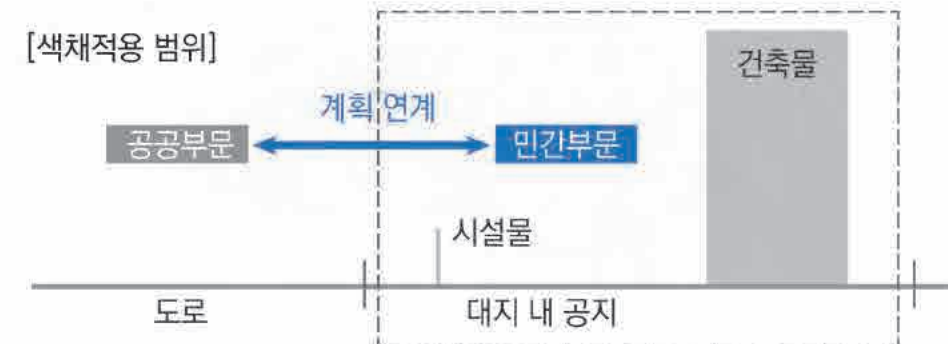 [색채적용 범위]
건축물
계획 연계
공공부문
민간부문
시설물
도로
대지 내 공지